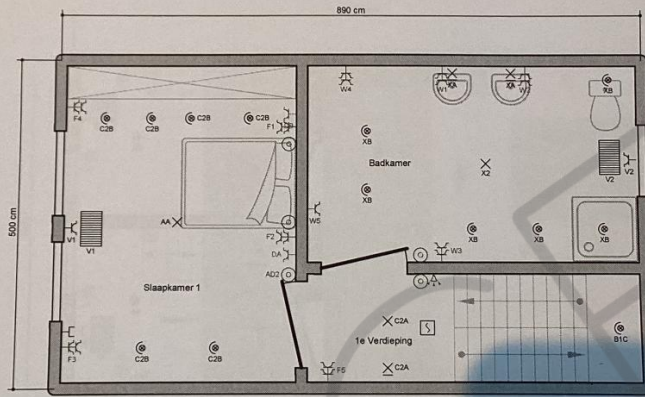 890 cm
500 cm
F4
C2B
C2B
C2B
C2B
F1
W4
W1
XA
XA
W2
XB
XB
Badkamer
X2
V2
V2
XB
AA
W5
V1
V1
F2
DA
AD2
W3
XB
XB
XB
Slaapkamer 1
C2A
1e Verdieping
C2A
F3
C2B
C2B
F5
B1C
S